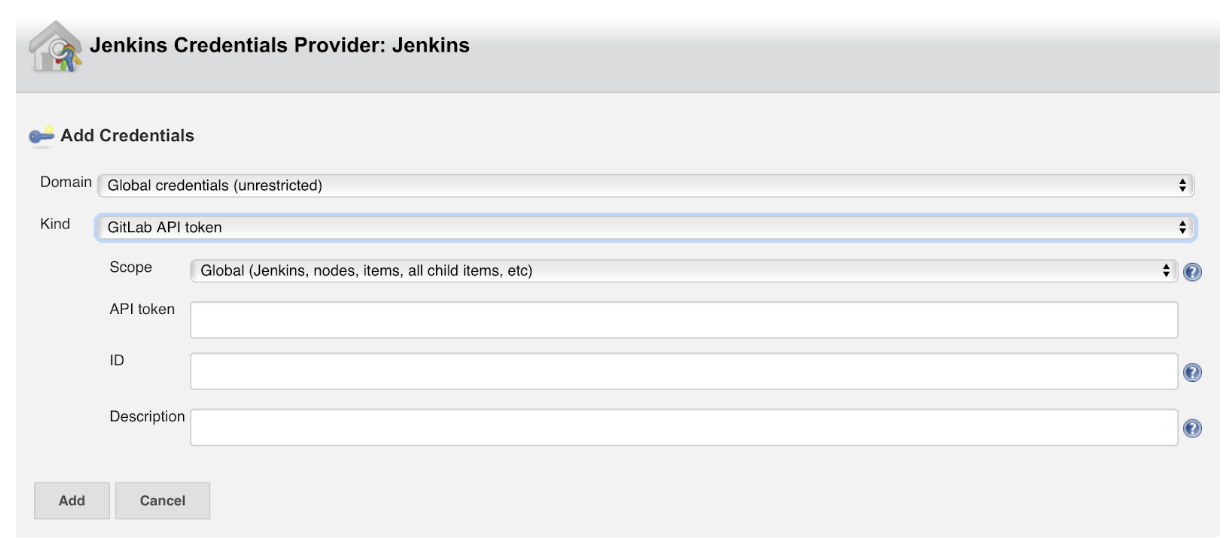 Jenkins Credentials Provider: Jenkins
Add Credentials
Domain Global credentials (unrestricted)
Kind GitLab API token
Scope Global (Jenkins, nodes, items, all child items, etc)
API token
ID
Description
Add Cancel